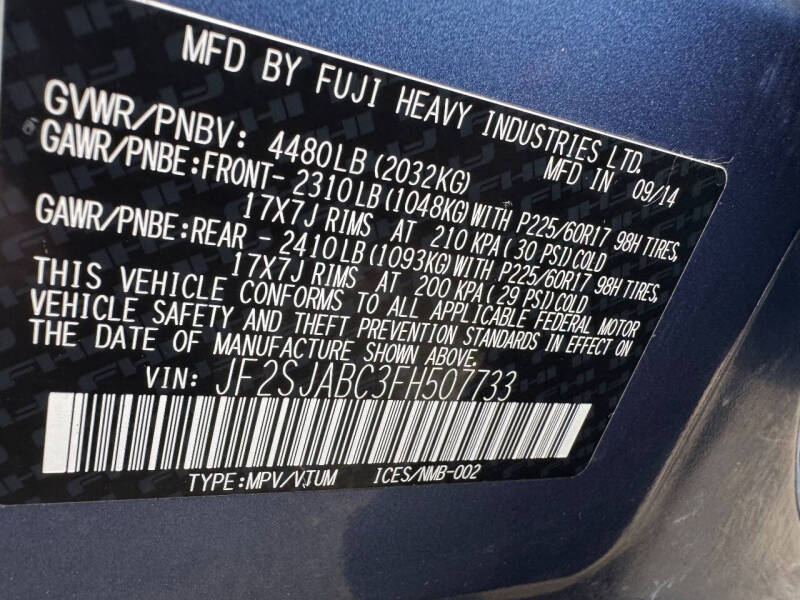 MFD BY FUJI HEAVY INDUSTRIES LTD.
GVWR/PNBV: 4480LB(2032KG) MFD IN 09/14
GAWR/PNBE:FRONT- 2310LB(1048KG)WITH P225/60R17 98H TIRES,
17X7J RIMS AT 210 KPA( 30 PSI)COLD
GAWR/PNBE:REAR - 2410LB(1093KG)WITH P225/60R17 98H TIRES,
17X7J RIMS AT 200 KPA( 29 PSI)COLD.
THIS VEHICLE CONFORMS TO ALL APPLICABLE FEDERAL MOTOR
VEHICLE SAFETY AND THEFT PREVENTION STANDARDS IN EFFECT ON
THE DATE OF MANUFACTURE SHOWN ABOVE.
VIN: JF2SJABC3FH507733
TYPE:MPV/VTUM ICES/NMB-002